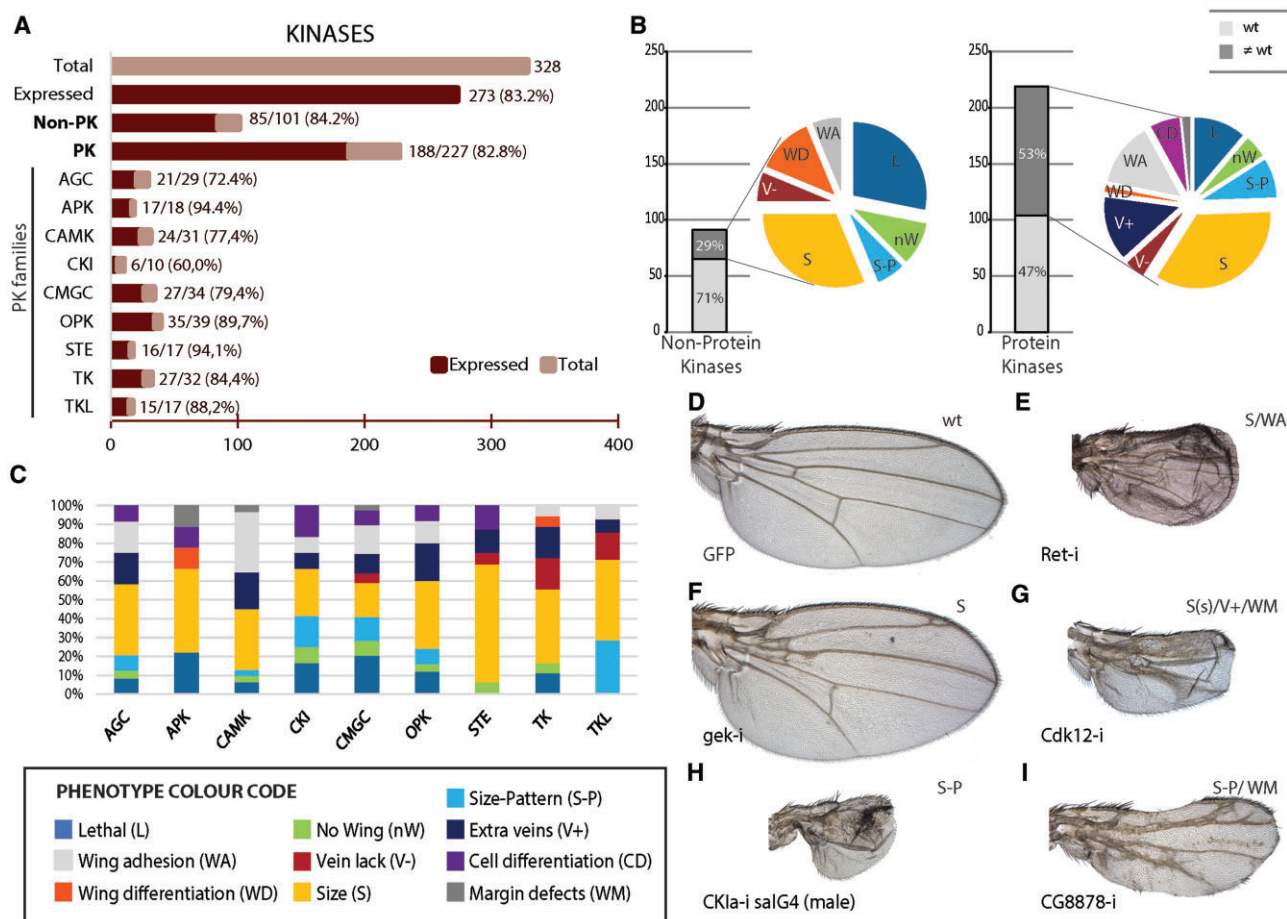 A
KINASES
Total
328
Expressed
273 (83.2%)
Non-PK
85/101 (84.2%)
PK
188/227 (82.8%)
PK families
AGC
21/29 (72.4%)
APK
17/18 (94.4%)
CAMK
24/31 (77,4%)
CKI
6/10 (60,0%)
CMGC
27/34 (79,4%)
OPK
35/39 (89,7%)
STE
16/17 (94,1%)
TK
27/32 (84,4%)
TKL
15/17 (88,2%)
Expressed
Total
0 100 200 300 400
B
wt
≠ wt
250
200
150
100
50
0
29%
71%
Non-Protein
Kinases
WA
L
WD
V-
nW
S
S-P
250
200
150
100
50
0
53%
47%
Protein
Kinases
CD
L
nW
WA
S-P
WD
V+
V-
S
C
100%
90%
80%
70%
60%
50%
40%
30%
20%
10%
0%
AGC APK CAMK CKI CMGC OPK STE TK TKL
PHENOTYPE COLOUR CODE
Size-Pattern (S-P)
Lethal (L)
No Wing (nW)
Extra veins (V+)
Wing adhesion (WA)
Vein lack (V-)
Cell differentiation (CD)
Wing differentiation (WD)
Size (S)
Margin defects (WM)
D
wt
GFP
E
S/WA
Ret-i
F
S
gek-i
G
S(s)/V+/WM
Cdk12-i
H
S-P
CKIa-i salG4 (male)
I
S-P/ WM
CG8878-i